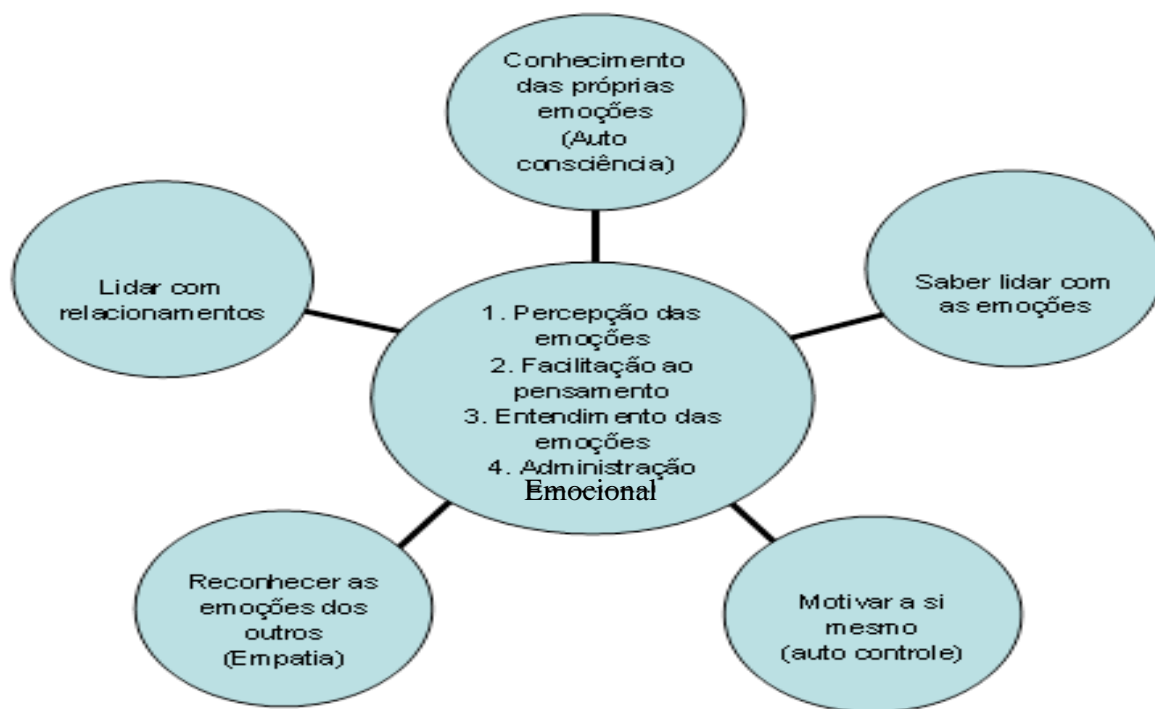 Conhecimento
das próprias
emoções
(Auto
consciência)
Lidar com
relacionamentos
Saber lidar com
as emoções
1. Percepção das
emoções
2. Facilitação ao
pensamento
3. Entendimento das
emoções
4. Administração
Emocional
Reconhecer as
emoções dos
outros
(Empatia)
Motivar a si
mesmo
(auto controle)